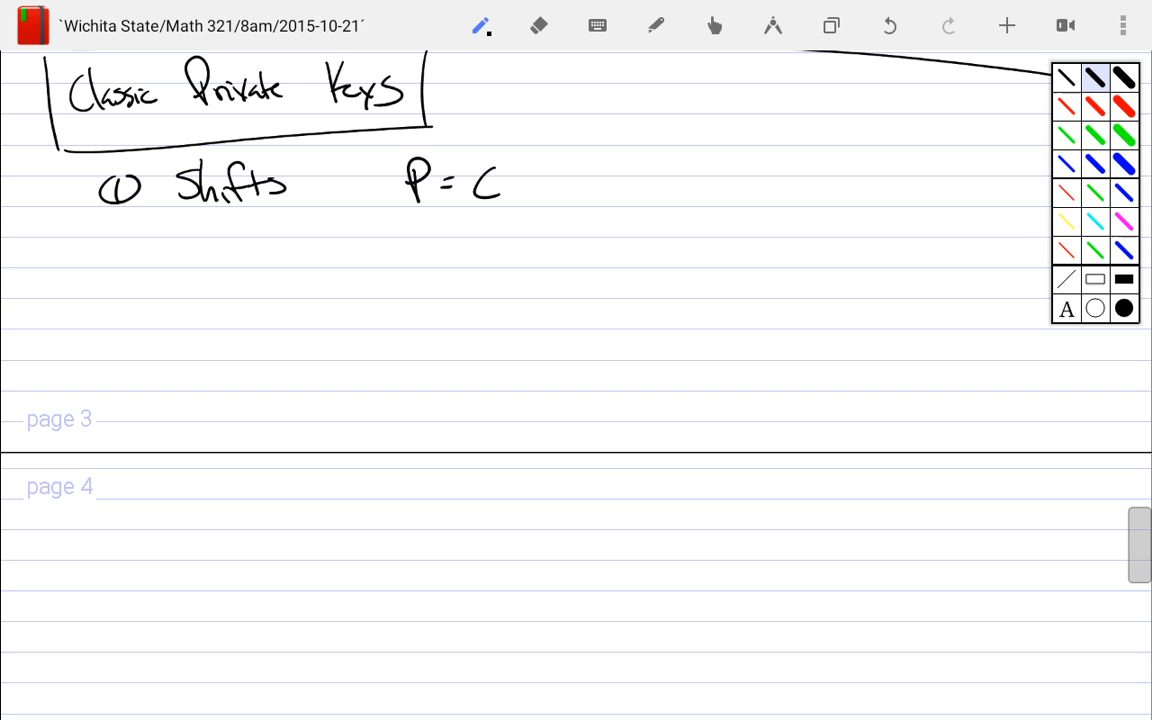 `Wichita State/Math 321/8am/2015-10-21´
Classic Private Keys
① Shifts P = C
A
page 3
page 4